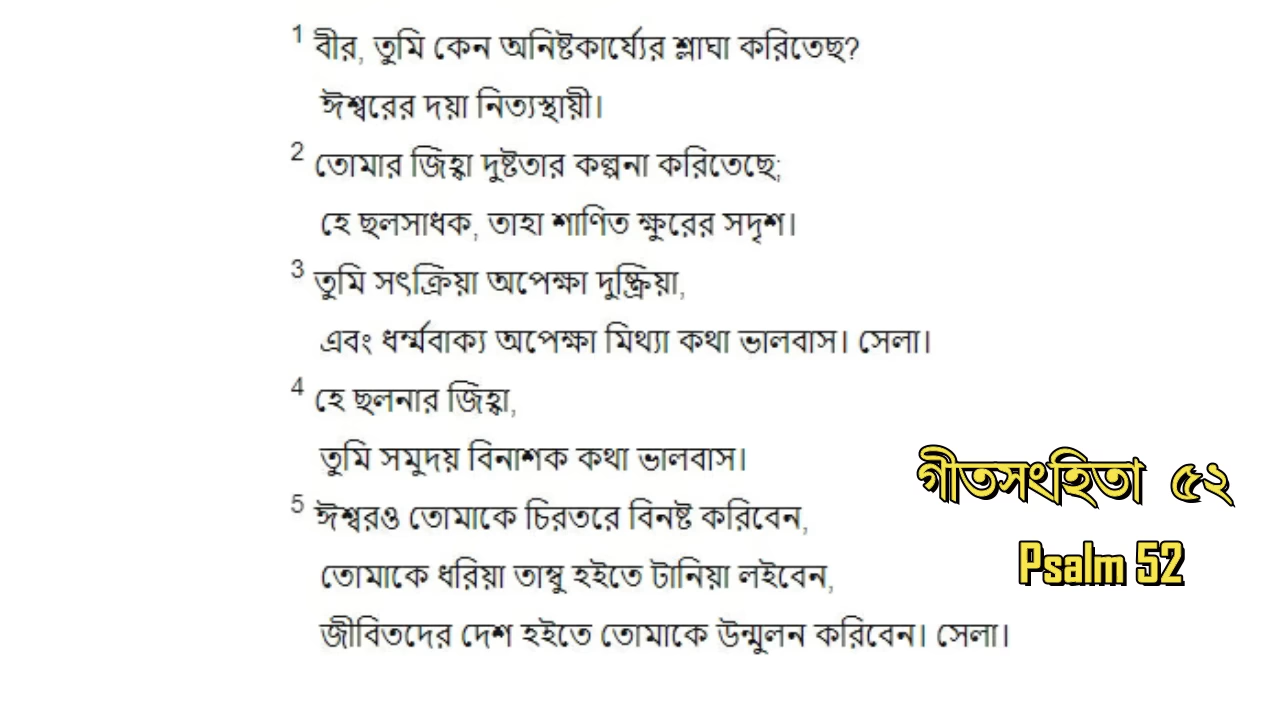 1 বীর, তুমি কেন অনিষ্টকার্য্যের শ্লাঘা করিতেছ?
ঈশ্বরের দয়া নিত্যস্থায়ী।
2 তোমার জিহ্বা দুষ্টতার কল্পনা করিতেছে;
হে ছলসাধক, তাহা শাণিত ক্ষুরের সদৃশ।
3 তুমি সৎক্রিয়া অপেক্ষা দুষ্ক্রিয়া,
এবং ধর্ম্মবাক্য অপেক্ষা মিথ্যা কথা ভালবাস। সেলা।
4 হে ছলনার জিহ্বা,
তুমি সমুদয় বিনাশক কথা ভালবাস।
5 ঈশ্বরও তোমাকে চিরতরে বিনষ্ট করিবেন,
তোমাকে ধরিয়া তাম্বু হইতে টানিয়া লইবেন,
জীবিতদের দেশ হইতে তোমাকে উন্মুলন করিবেন। সেলা।
গীতসংহিতা ৫২
Psalm 52